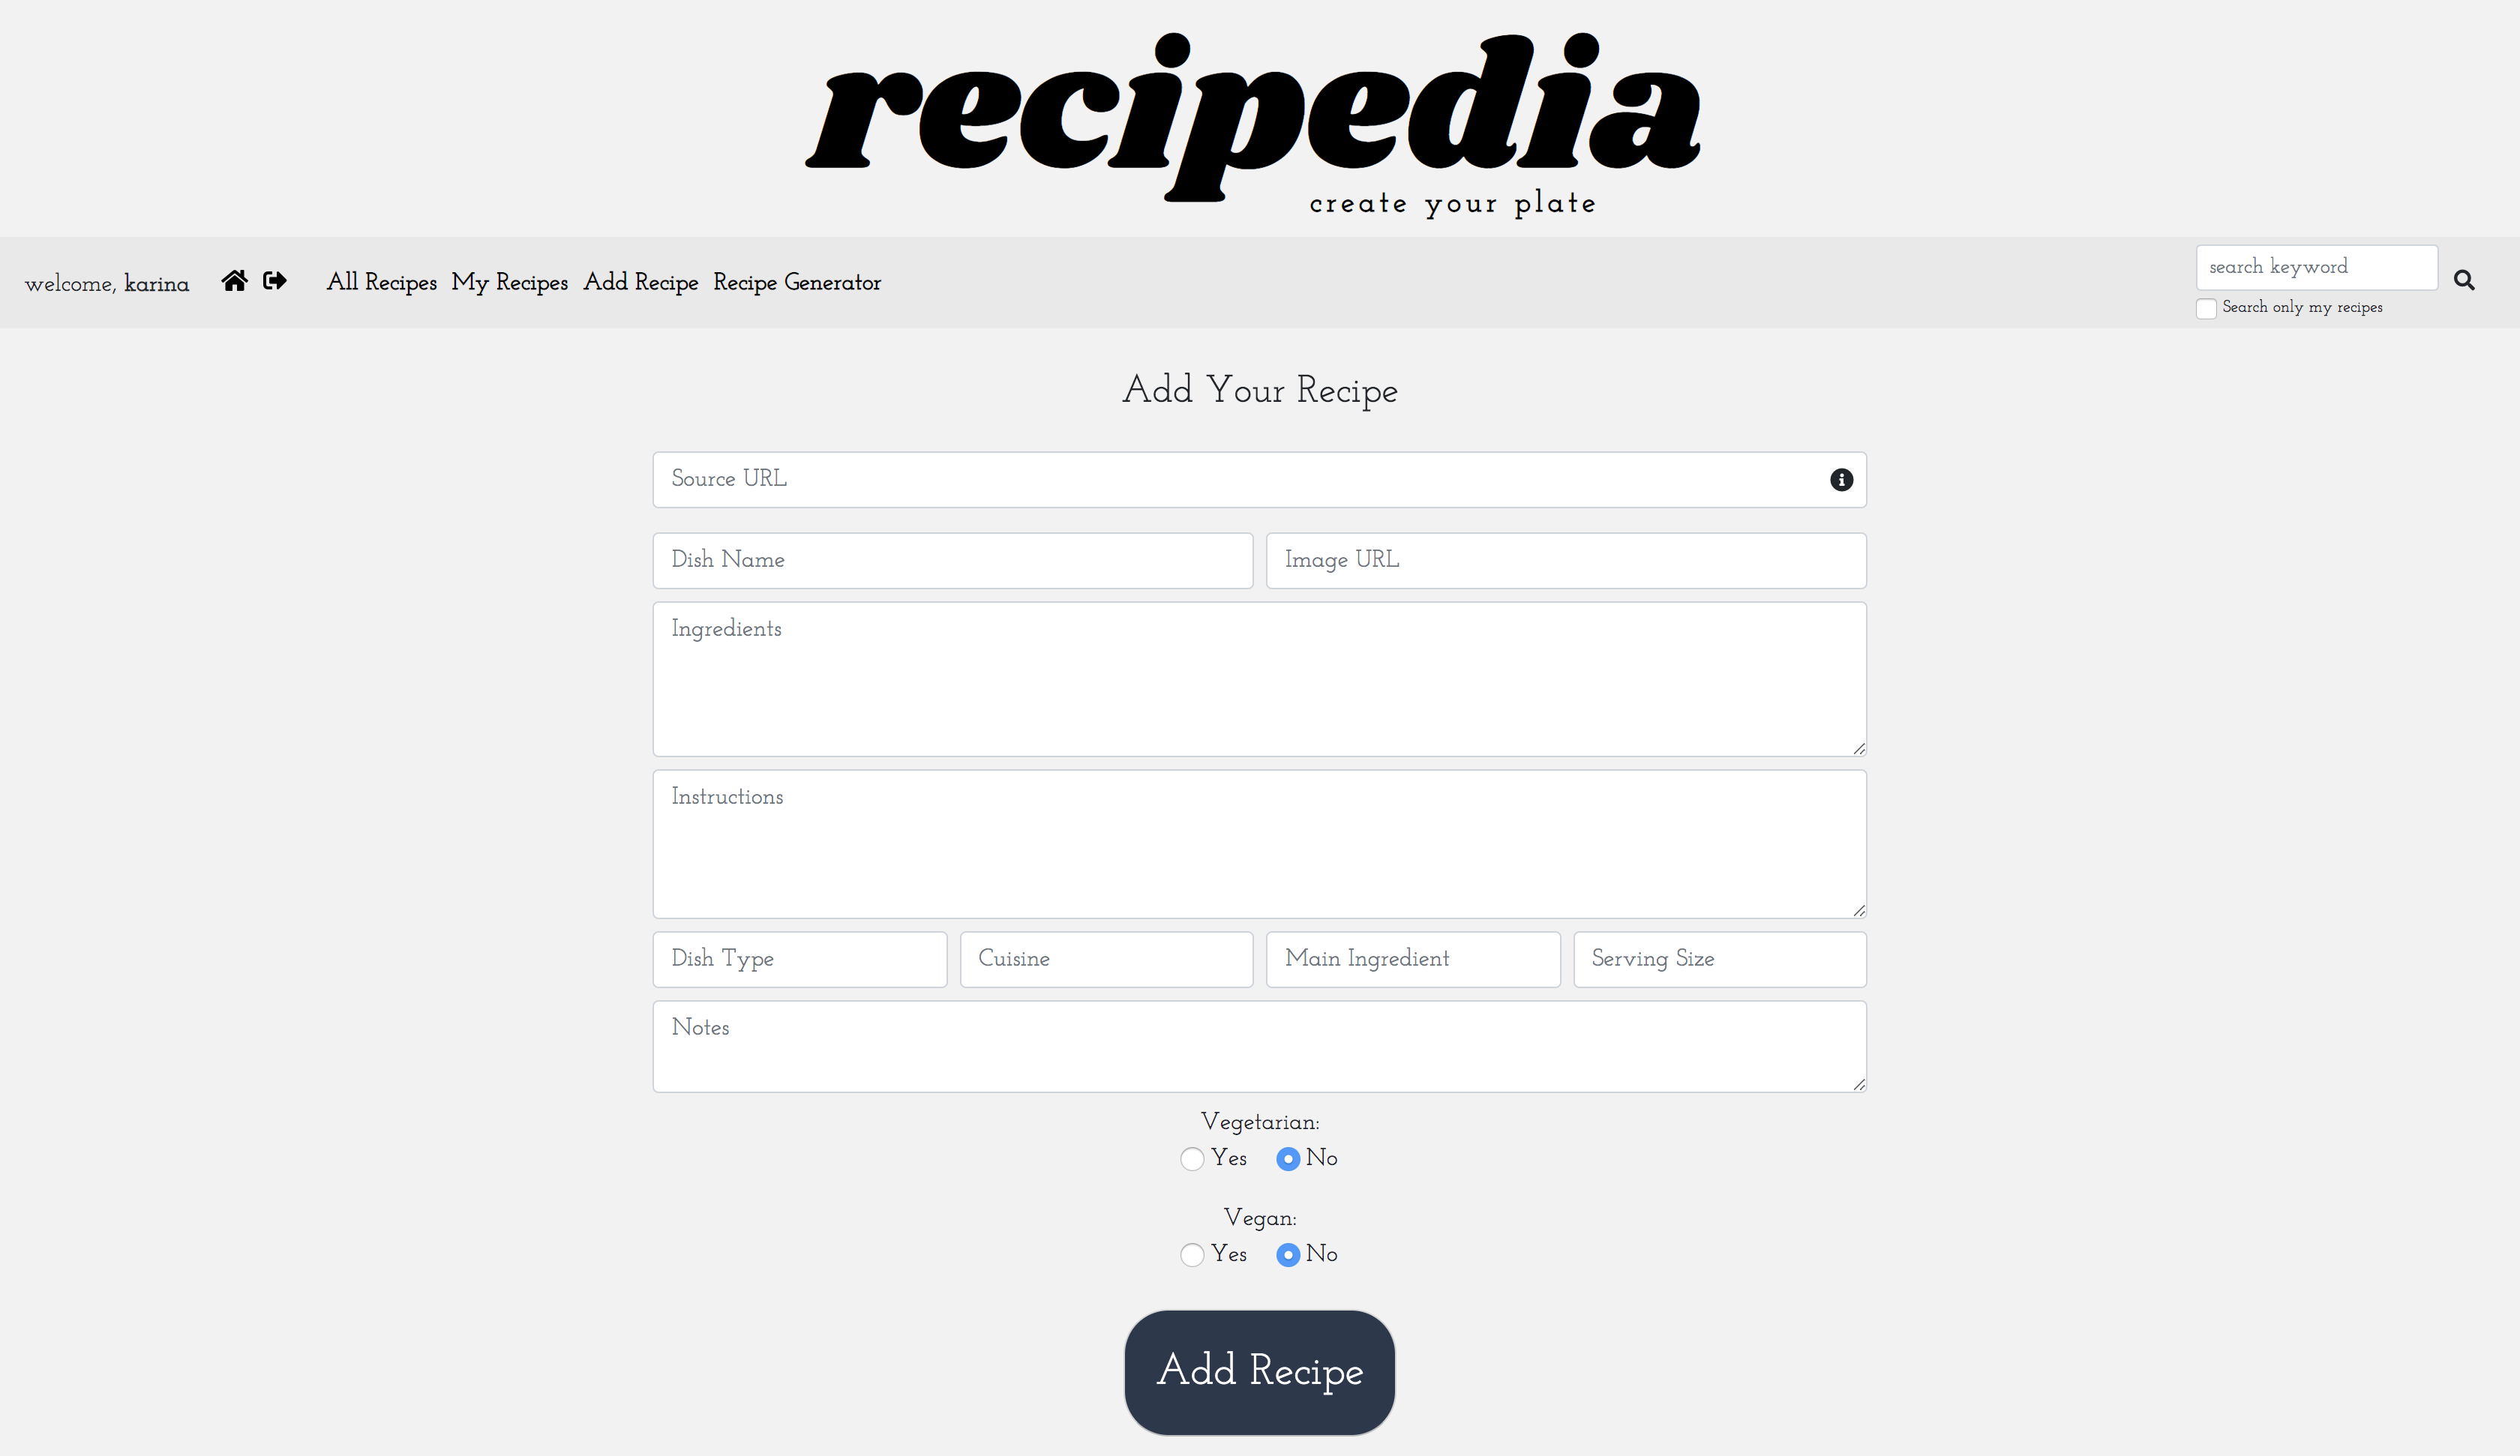 recipedia
create your plate
welcome, karina All Recipes My Recipes Add Recipe Recipe Generator
search keyword
Search only my recipes
Add Your Recipe
Source URL
Dish Name Image URL
Ingredients
Instructions
Dish Type Cuisine Main Ingredient Serving Size
Notes
Vegetarian:
Yes No
Vegan:
Yes No
Add Recipe